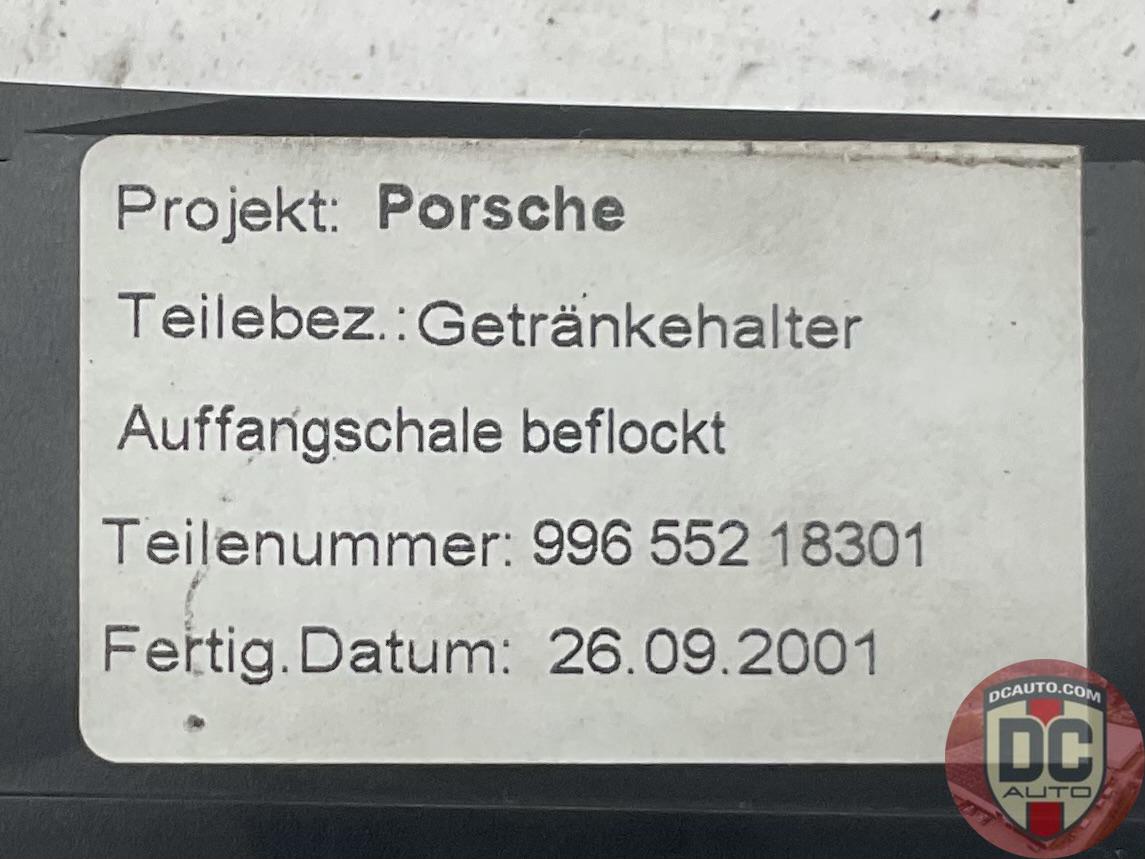 Projekt: Porsche
Teilebez.: Getränkehalter
Auffangschale beflockt
Teilenummer: 996 552 18301
Fertig.Datum: 26.09.2001
DCAUTO.COM
DC
AUTO